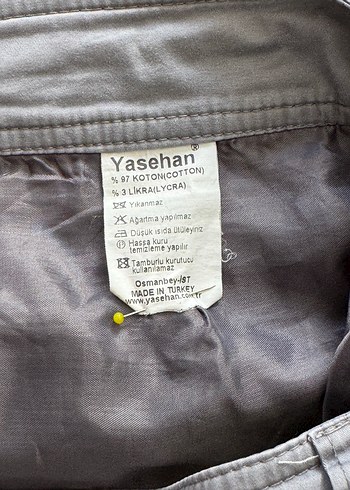 Yasehan®
% 97 KOTON(COTTON)
% 3 LİKRA(LYCRA)
Yıkanmaz
Ağartma yapılmaz
Düşük ısıda ütüleyiniz
Hassa kuru
temizleme yapılır
Tamburlu kurutucu
kullanılamaz
Osmanbey-İST
MADE IN TURKEY
www.yasehan.com.tr